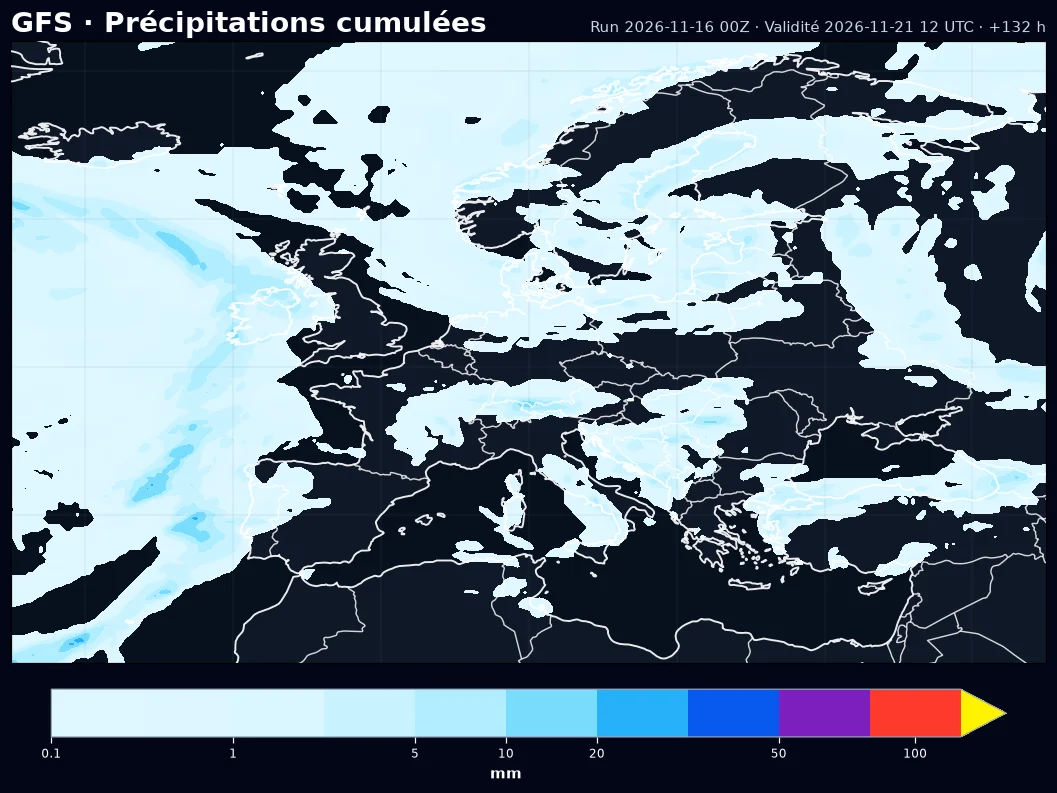 GFS · Précipitations cumulées
Run 2026-11-16 00Z · Validité 2026-11-21 12 UTC · +132 h
0.1 1 5 10 20 50 100
mm